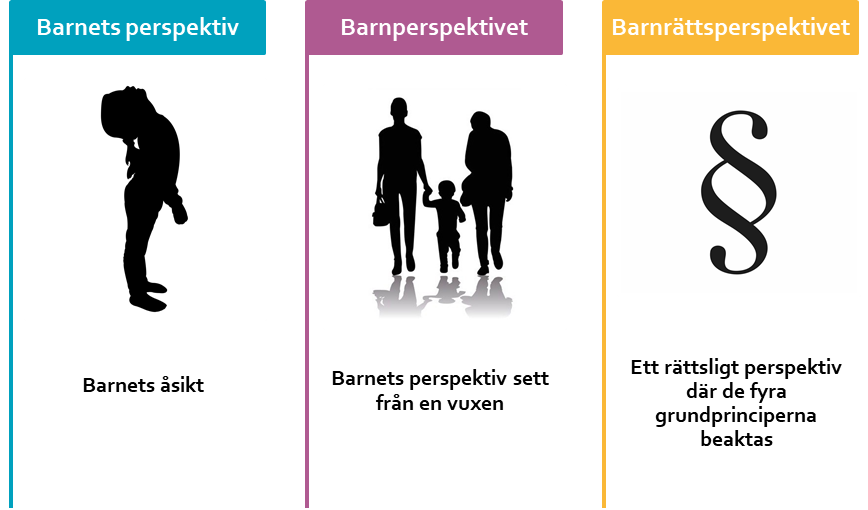 Barnets perspektiv
Barnets åsikt
Barnperspektivet
Barnets perspektiv sett
från en vuxen
Barnrättsperspektivet
§
Ett rättsligt perspektiv
där de fyra
grundprinciperna
beaktas